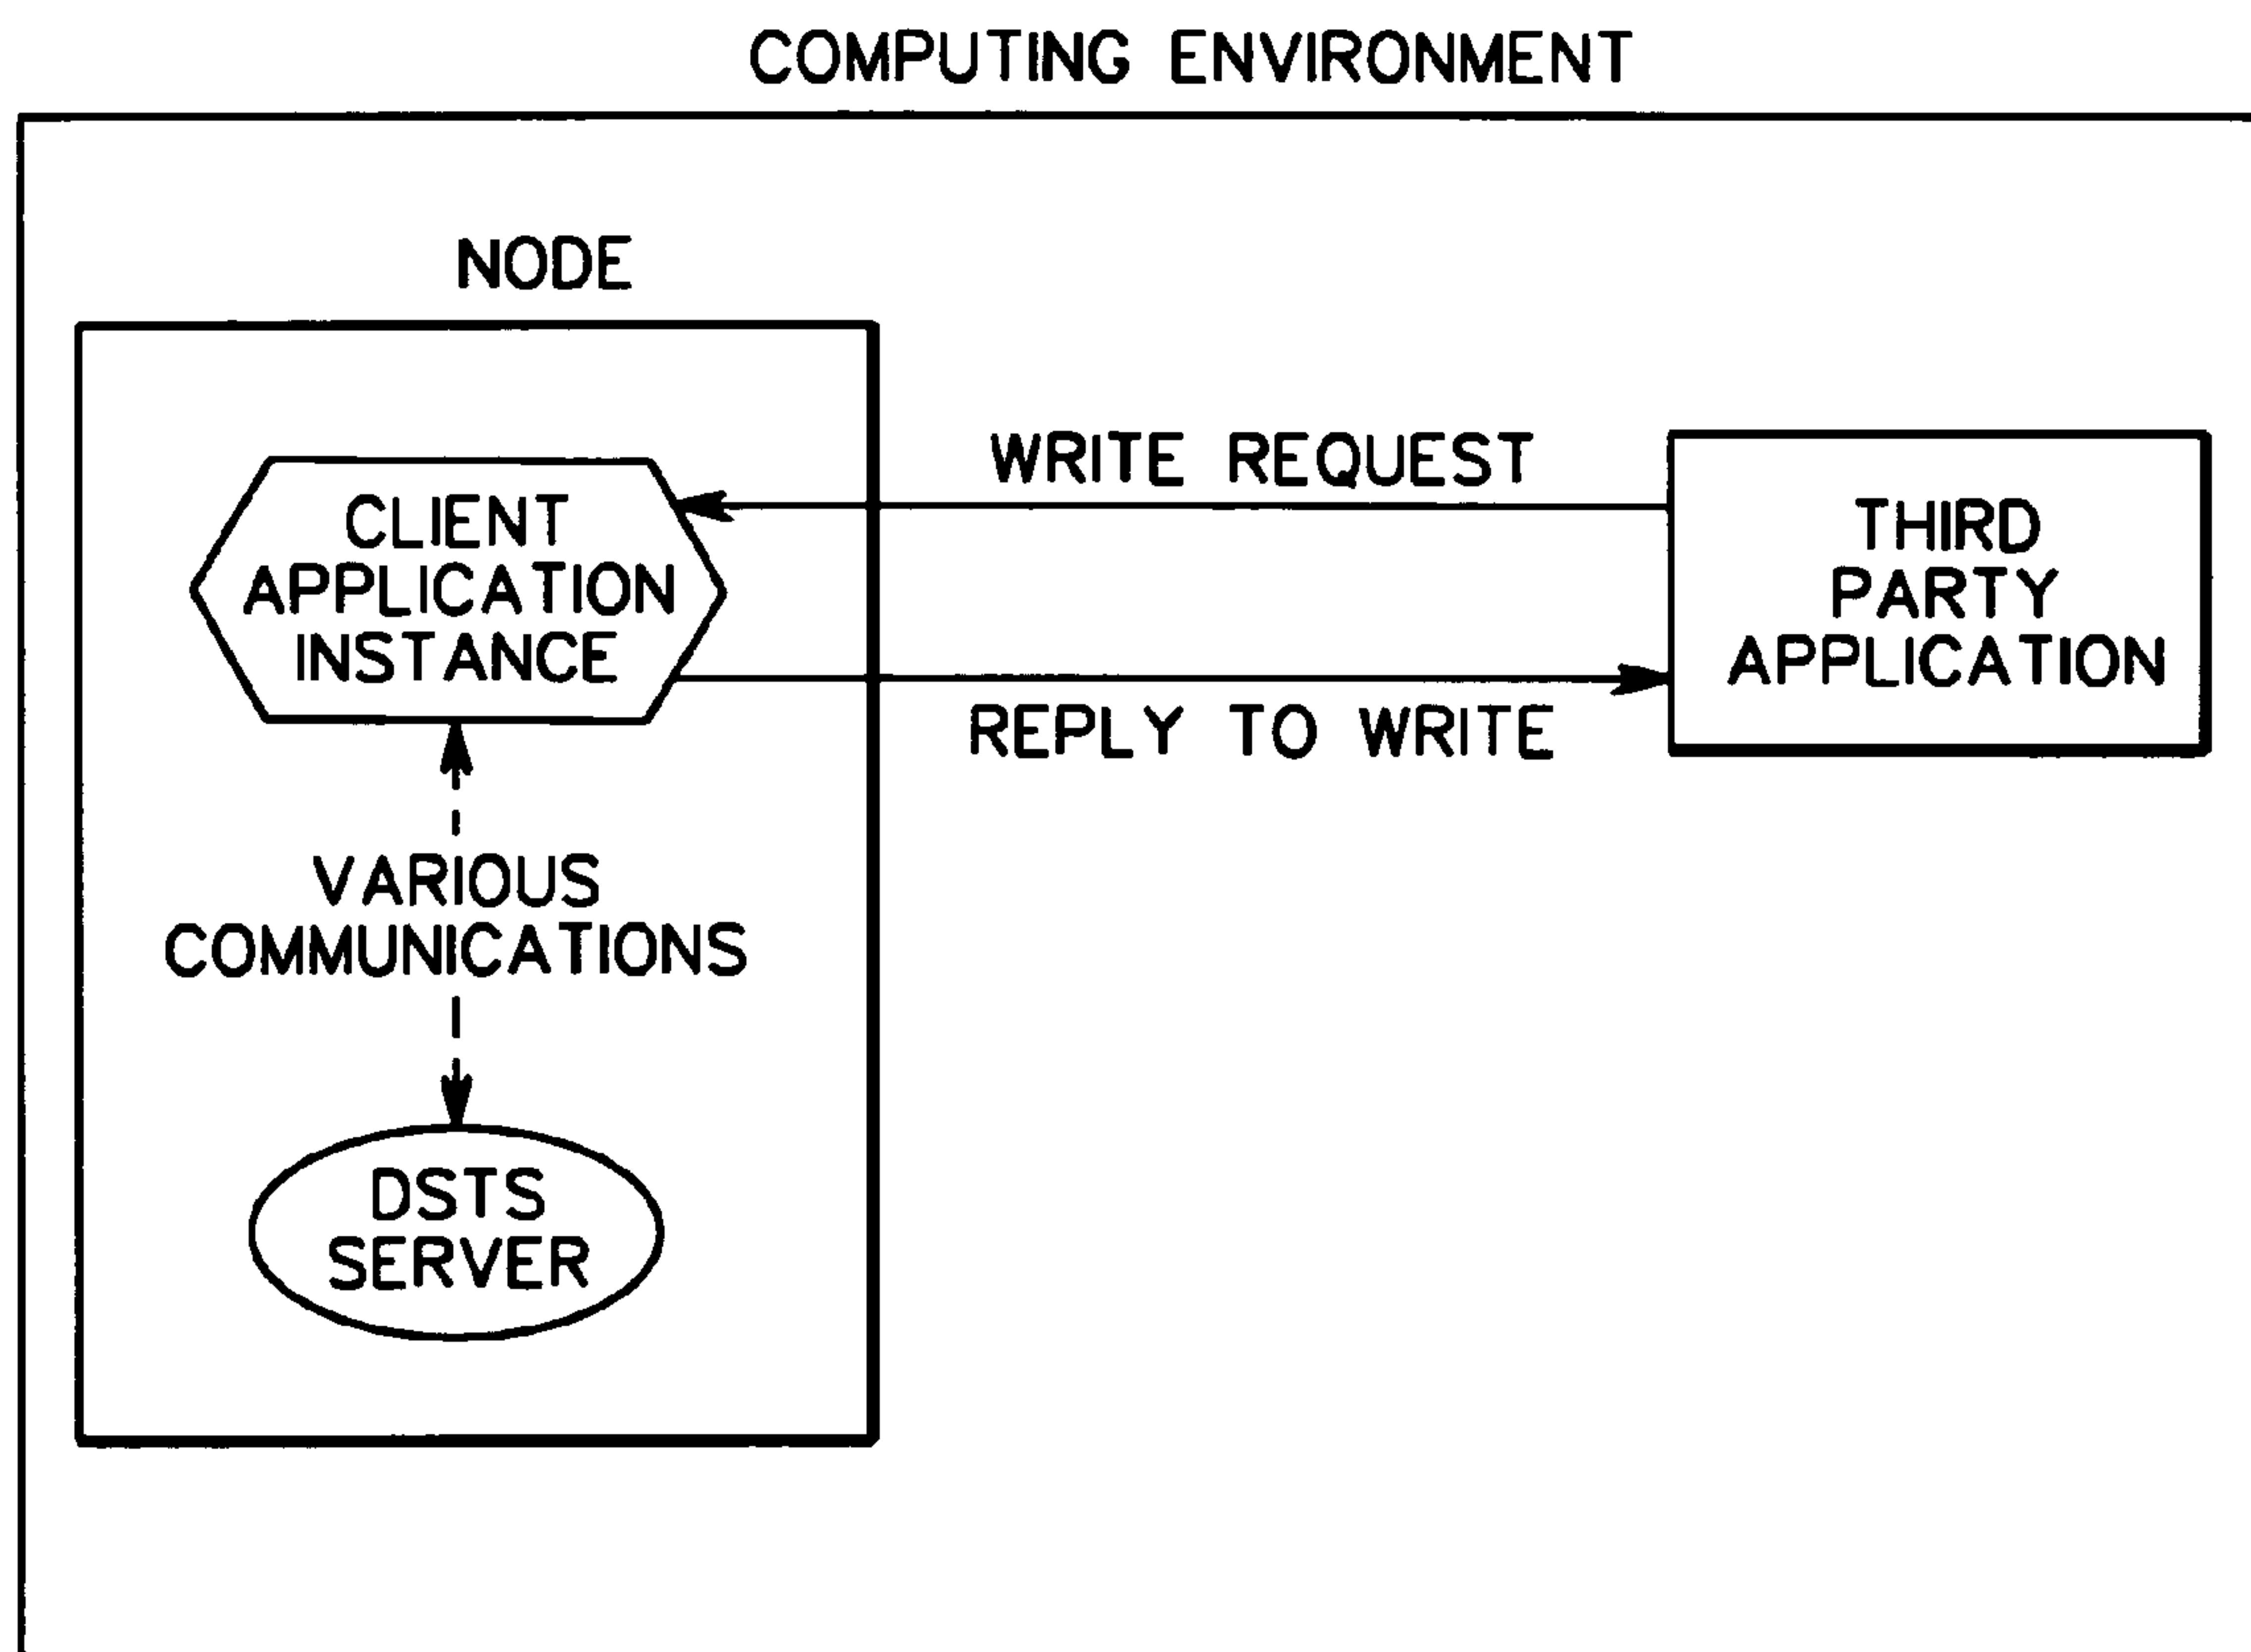 COMPUTING ENVIRONMENT
NODE
CLIENT
APPLICATION
INSTANCE
WRITE REQUEST
REPLY TO WRITE
THIRD
PARTY
APPLICATION
VARIOUS
COMMUNICATIONS
DSTS
SERVER